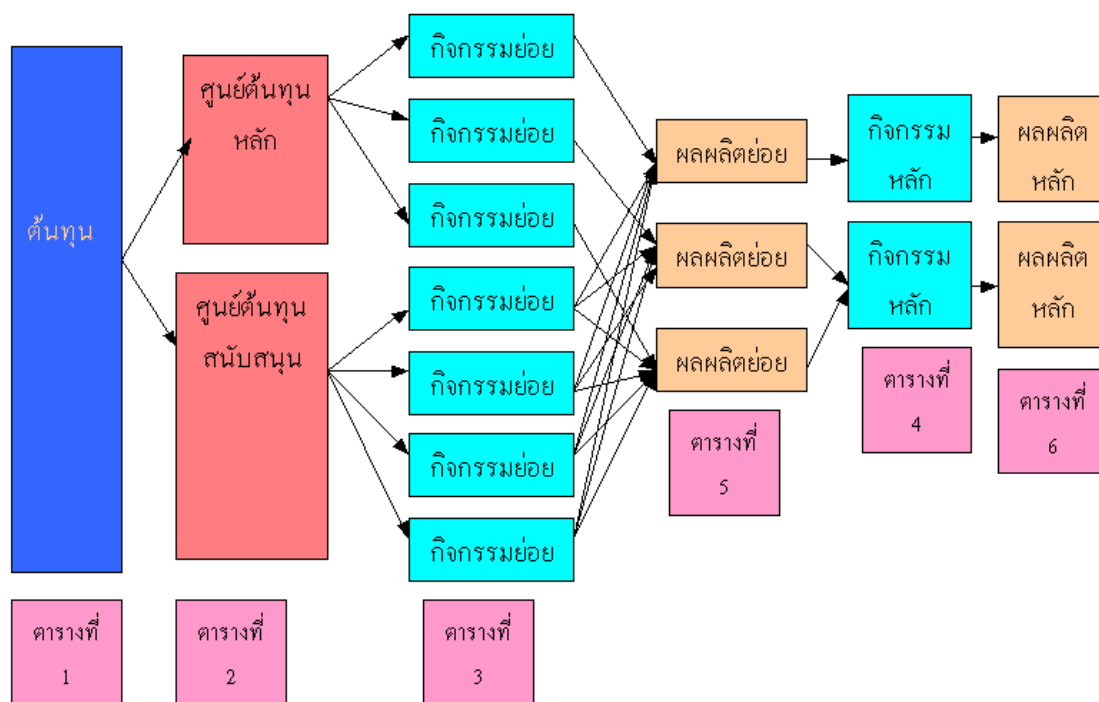 ต้นทุน
ศูนย์ต้นทุน
หลัก
ศูนย์ต้นทุน
สนับสนุน
กิจกรรมย่อย
กิจกรรมย่อย
กิจกรรมย่อย
กิจกรรมย่อย
กิจกรรมย่อย
กิจกรรมย่อย
กิจกรรมย่อย
ผลผลิตย่อย
ผลผลิตย่อย
ผลผลิตย่อย
กิจกรรม
หลัก
กิจกรรม
หลัก
ผลผลิต
หลัก
ผลผลิต
หลัก
ตารางที่
1
ตารางที่
2
ตารางที่
3
ตารางที่
5
ตารางที่
4
ตารางที่
6